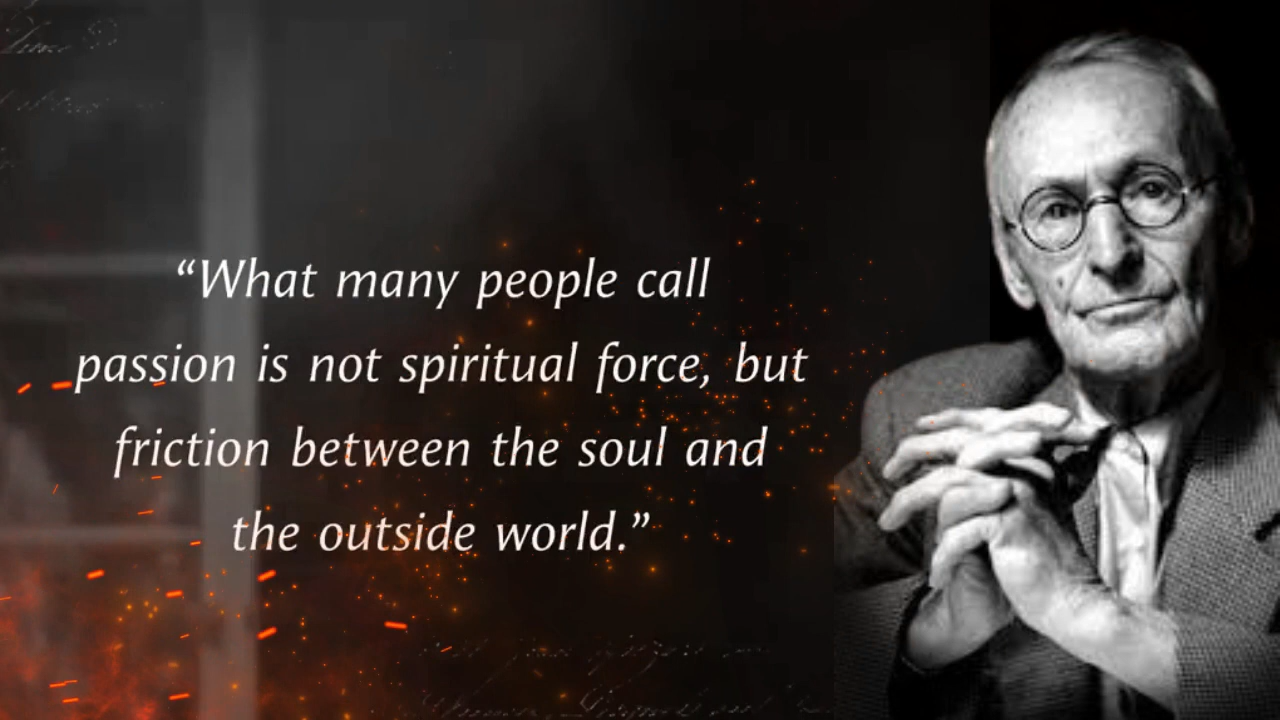 “What many people call
passion is not spiritual force, but
friction between the soul and
the outside world.”